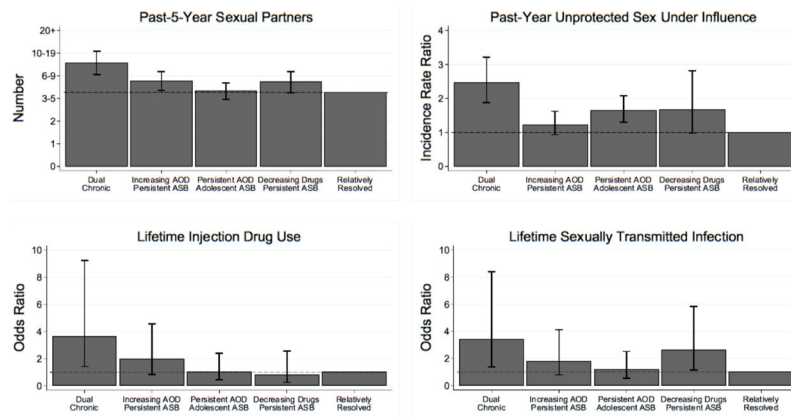 Past-5-Year Sexual Partners
Number
20+
10-19
6-9
3-5
2
1
0
Dual Chronic
Increasing AOD Persistent ASB
Persistent AOD Adolescent ASB
Decreasing Drugs Persistent ASB
Relatively Resolved
Past-Year Unprotected Sex Under Influence
Incidence Rate Ratio
4
3
2
1
0
Dual Chronic
Increasing AOD Persistent ASB
Persistent AOD Adolescent ASB
Decreasing Drugs Persistent ASB
Relatively Resolved
Lifetime Injection Drug Use
Odds Ratio
10
8
6
4
2
0
Dual Chronic
Increasing AOD Persistent ASB
Persistent AOD Adolescent ASB
Decreasing Drugs Persistent ASB
Relatively Resolved
Lifetime Sexually Transmitted Infection
Odds Ratio
10
8
6
4
2
0
Dual Chronic
Increasing AOD Persistent ASB
Persistent AOD Adolescent ASB
Decreasing Drugs Persistent ASB
Relatively Resolved